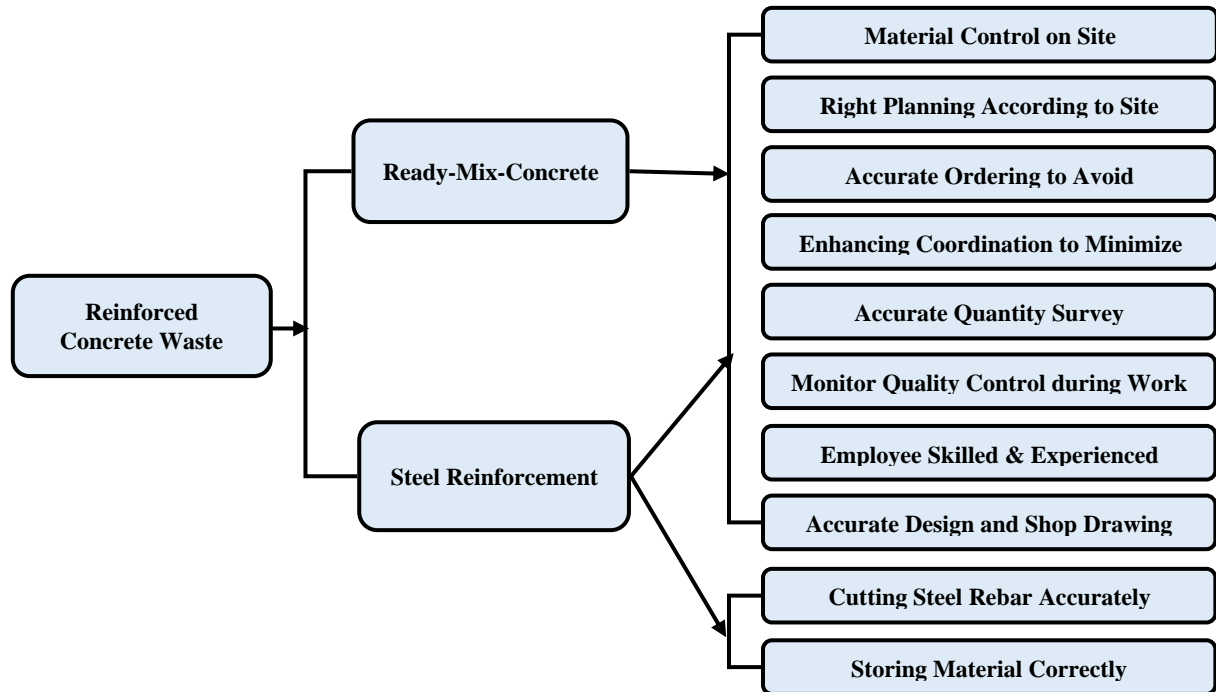 Material Control on Site
Right Planning According to Site
Ready-Mix-Concrete
Accurate Ordering to Avoid
Enhancing Coordination to Minimize
Reinforced
Concrete Waste
Accurate Quantity Survey
Monitor Quality Control during Work
Steel Reinforcement
Employee Skilled & Experienced
Accurate Design and Shop Drawing
Cutting Steel Rebar Accurately
Storing Material Correctly